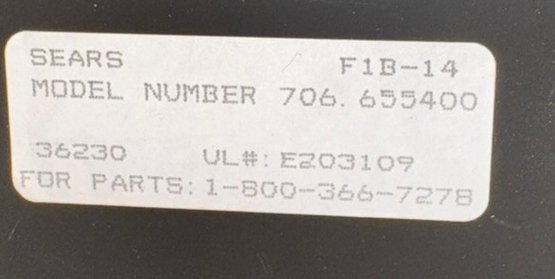 SEARS F1B-14
MODEL NUMBER 706.655400
36230 UL#: E203109
FOR PARTS: 1-800-366-7278